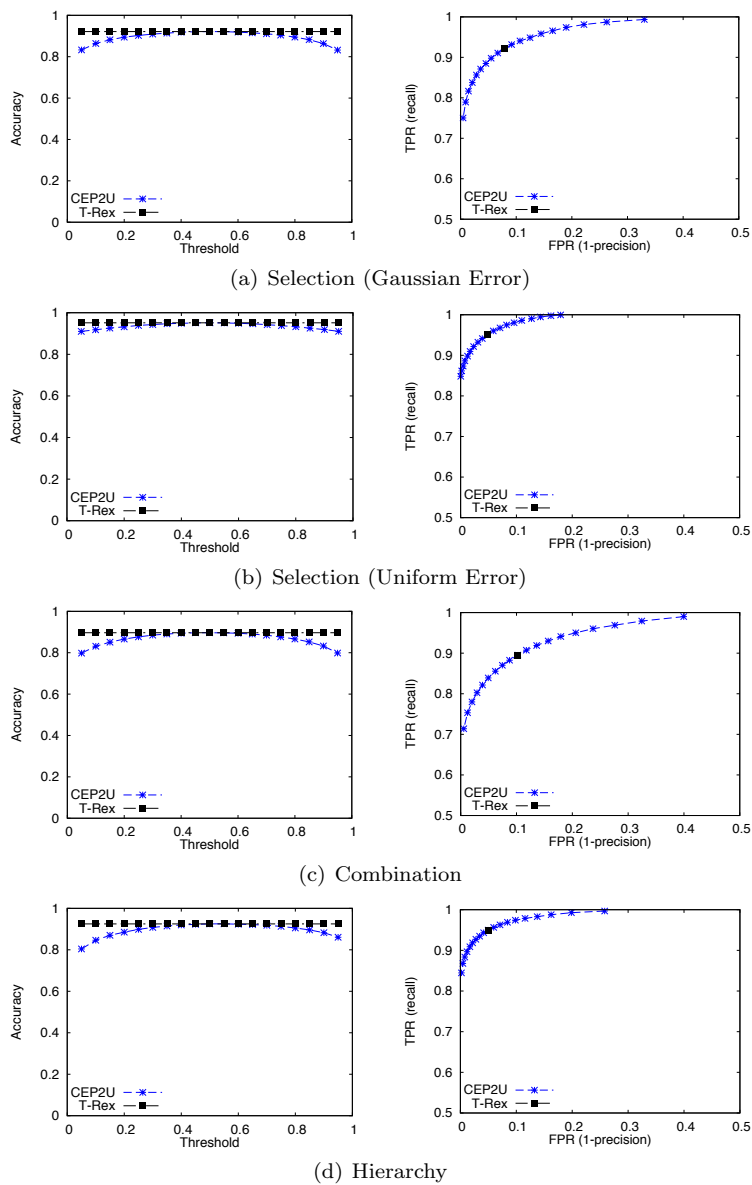 1
0.8
0.6
0.4
0.2
0
Accuracy
CEP2U
T-Rex
0 0.2 0.4 0.6 0.8 1
Threshold
1
0.9
0.8
0.7
0.6
0.5
TPR (recall)
CEP2U
T-Rex
0 0.1 0.2 0.3 0.4 0.5
FPR (1-precision)
(a) Selection (Gaussian Error)
1
0.8
0.6
0.4
0.2
0
Accuracy
CEP2U
T-Rex
0 0.2 0.4 0.6 0.8 1
Threshold
1
0.9
0.8
0.7
0.6
0.5
TPR (recall)
CEP2U
T-Rex
0 0.1 0.2 0.3 0.4 0.5
FPR (1-precision)
(b) Selection (Uniform Error)
1
0.8
0.6
0.4
0.2
0
Accuracy
CEP2U
T-Rex
0 0.2 0.4 0.6 0.8 1
Threshold
1
0.9
0.8
0.7
0.6
0.5
TPR (recall)
CEP2U
T-Rex
0 0.1 0.2 0.3 0.4 0.5
FPR (1-precision)
(c) Combination
1
0.8
0.6
0.4
0.2
0
Accuracy
CEP2U
T-Rex
0 0.2 0.4 0.6 0.8 1
Threshold
1
0.9
0.8
0.7
0.6
0.5
TPR (recall)
CEP2U
T-Rex
0 0.1 0.2 0.3 0.4 0.5
FPR (1-precision)
(d) Hierarchy